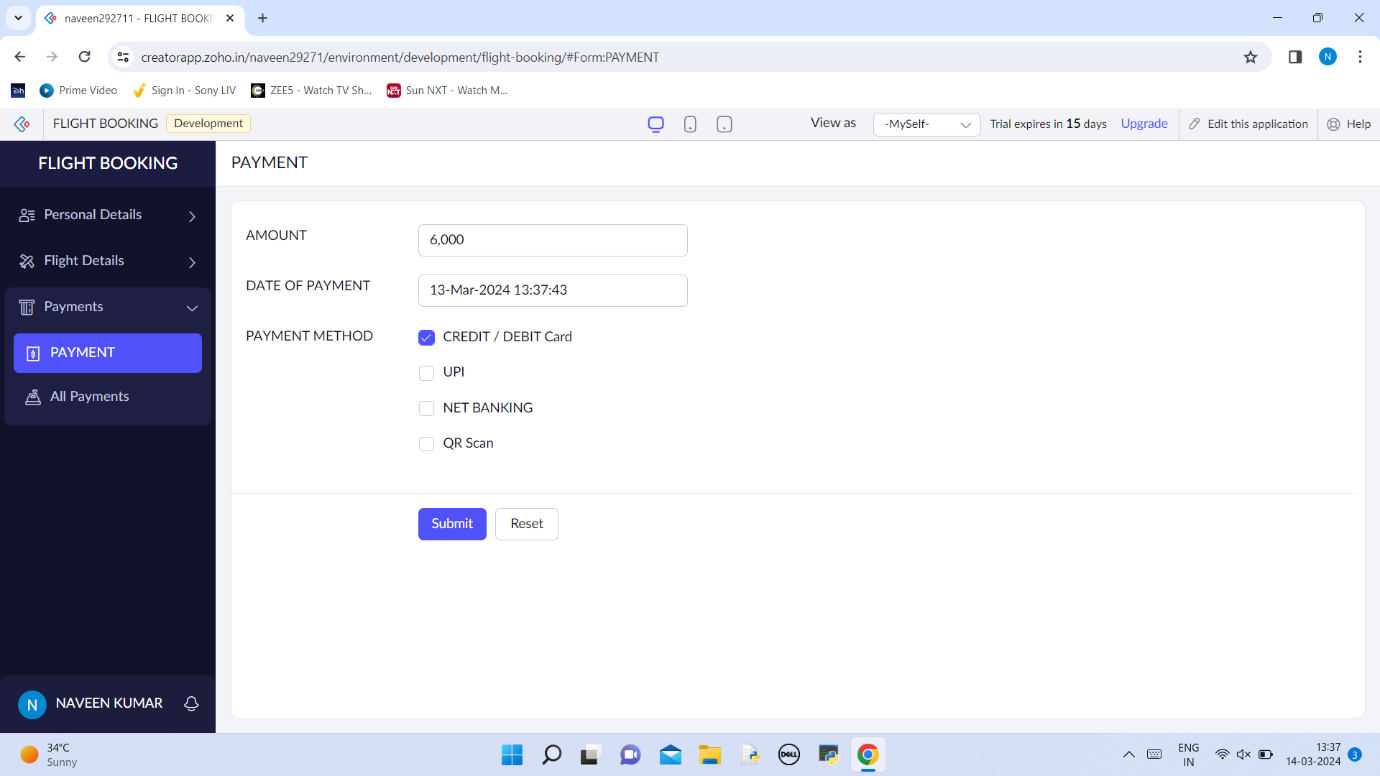 naveen292711 - FLIGHT BOOKI
creatorapp.zoho.in/naveen29271/environment/development/flight-booking/#Form:PAYMENT
N
Prime Video
Sign In - Sony LIV
ZEE5 - Watch TV Sh...
Sun NXT - Watch M...
FLIGHT BOOKING
Development
View as
-MySelf-
Trial expires in 15 days
Upgrade
Edit this application
Help
FLIGHT BOOKING
PAYMENT
Personal Details
Flight Details
Payments
PAYMENT
All Payments
AMOUNT
6,000
DATE OF PAYMENT
13-Mar-2024 13:37:43
PAYMENT METHOD
CREDIT / DEBIT Card
UPI
NET BANKING
QR Scan
Submit
Reset
N
NAVEEN KUMAR
34°C
Sunny
DELL
ENG
IN
13:37
14-03-2024
3